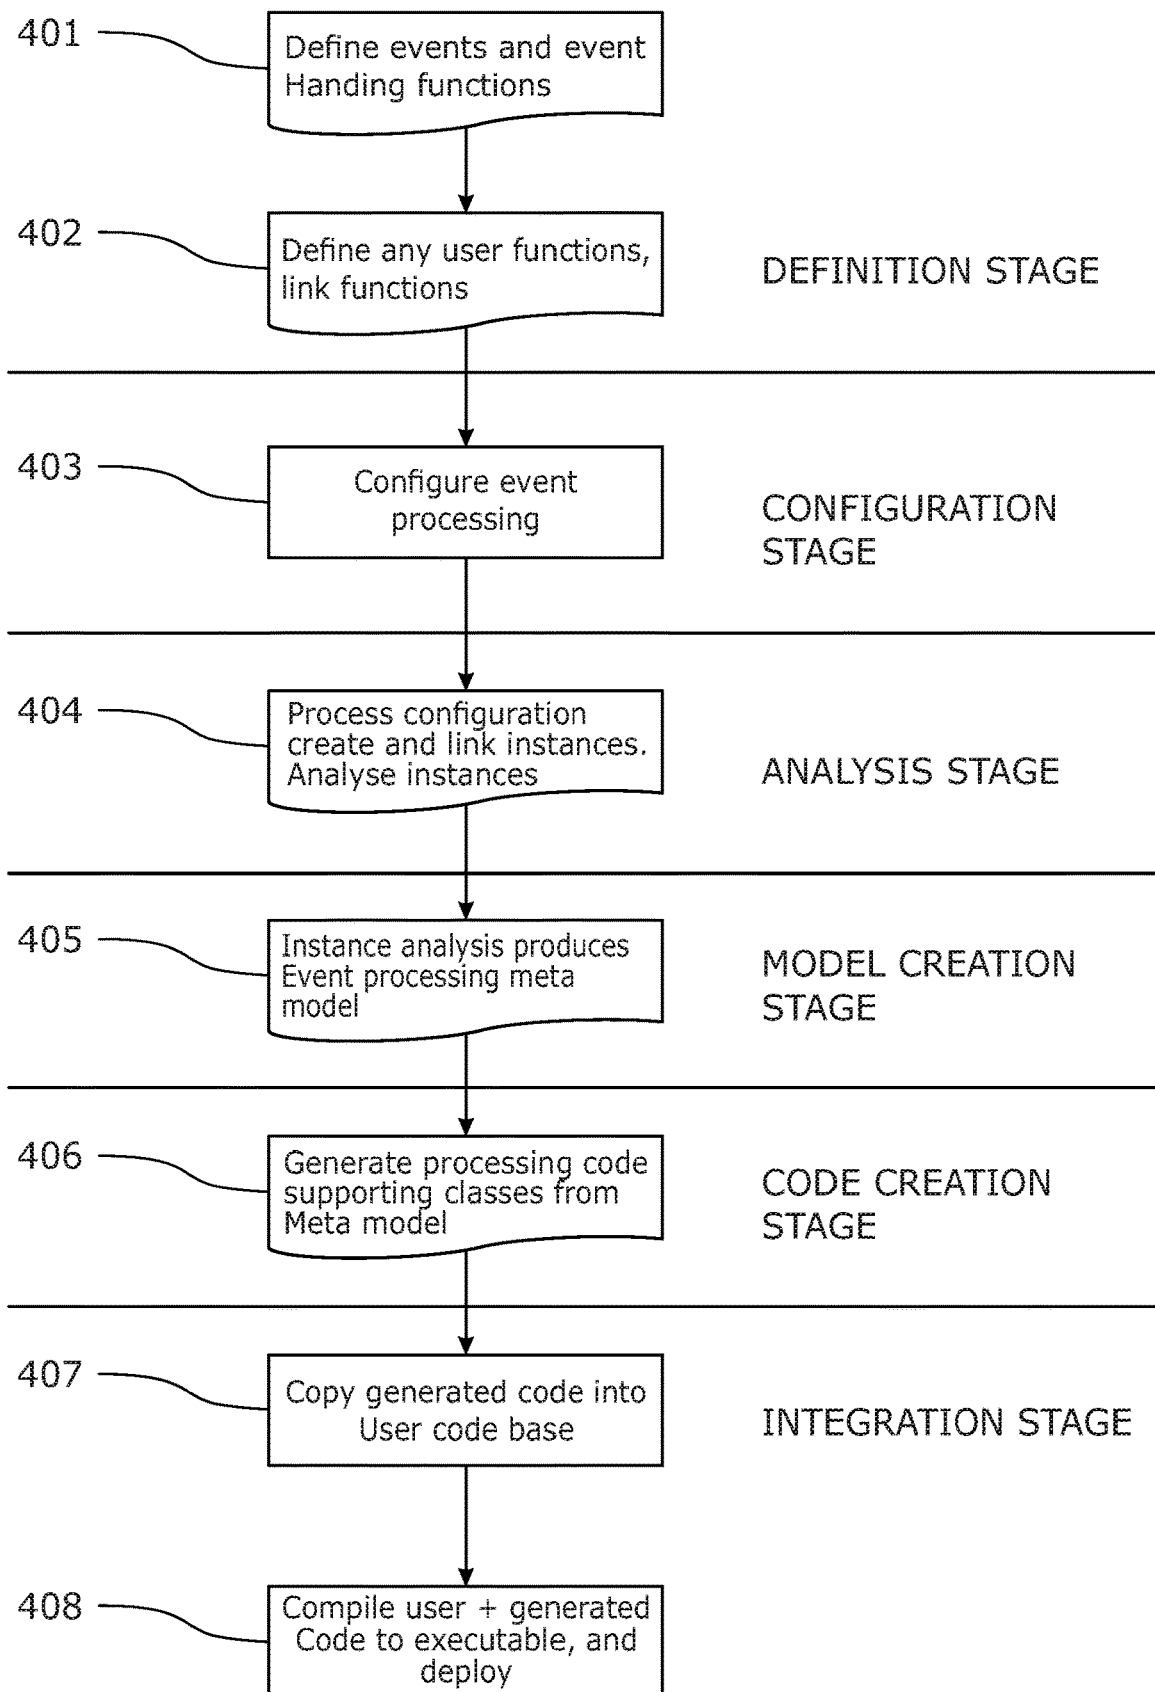 401
Define events and event
Handing functions
402
Define any user functions,
link functions
DEFINITION STAGE
403
Configure event
processing
CONFIGURATION
STAGE
404
Process configuration
create and link instances.
Analyse instances
ANALYSIS STAGE
405
Instance analysis produces
Event processing meta
model
MODEL CREATION
STAGE
406
Generate processing code
supporting classes from
Meta model
CODE CREATION
STAGE
407
Copy generated code into
User code base
INTEGRATION STAGE
408
Compile user + generated
Code to executable, and
deploy